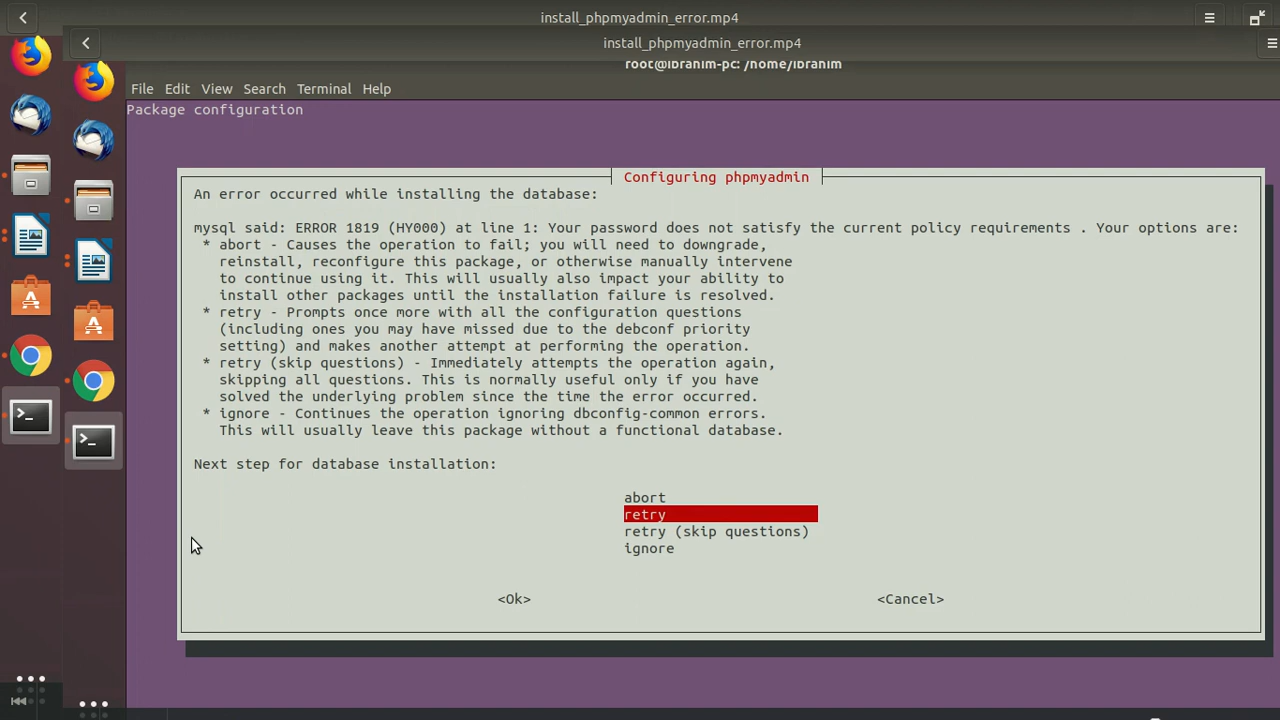 install_phpmyadmin_error.mp4
install_phpmyadmin_error.mp4
root@ibrahim-pc: /home/ibrahim
File Edit View Search Terminal Help
Package configuration
Configuring phpmyadmin
An error occurred while installing the database:
mysql said: ERROR 1819 (HY000) at line 1: Your password does not satisfy the current policy requirements . Your options are:
* abort - Causes the operation to fail; you will need to downgrade,
reinstall, reconfigure this package, or otherwise manually intervene
to continue using it. This will usually also impact your ability to
install other packages until the installation failure is resolved.
* retry - Prompts once more with all the configuration questions
(including ones you may have missed due to the debconf priority
setting) and makes another attempt at performing the operation.
* retry (skip questions) - Immediately attempts the operation again,
skipping all questions. This is normally useful only if you have
solved the underlying problem since the time the error occurred.
* ignore - Continues the operation ignoring dbconfig-common errors.
This will usually leave this package without a functional database.
Next step for database installation:
abort
retry
retry (skip questions)
ignore
<Ok> <Cancel>